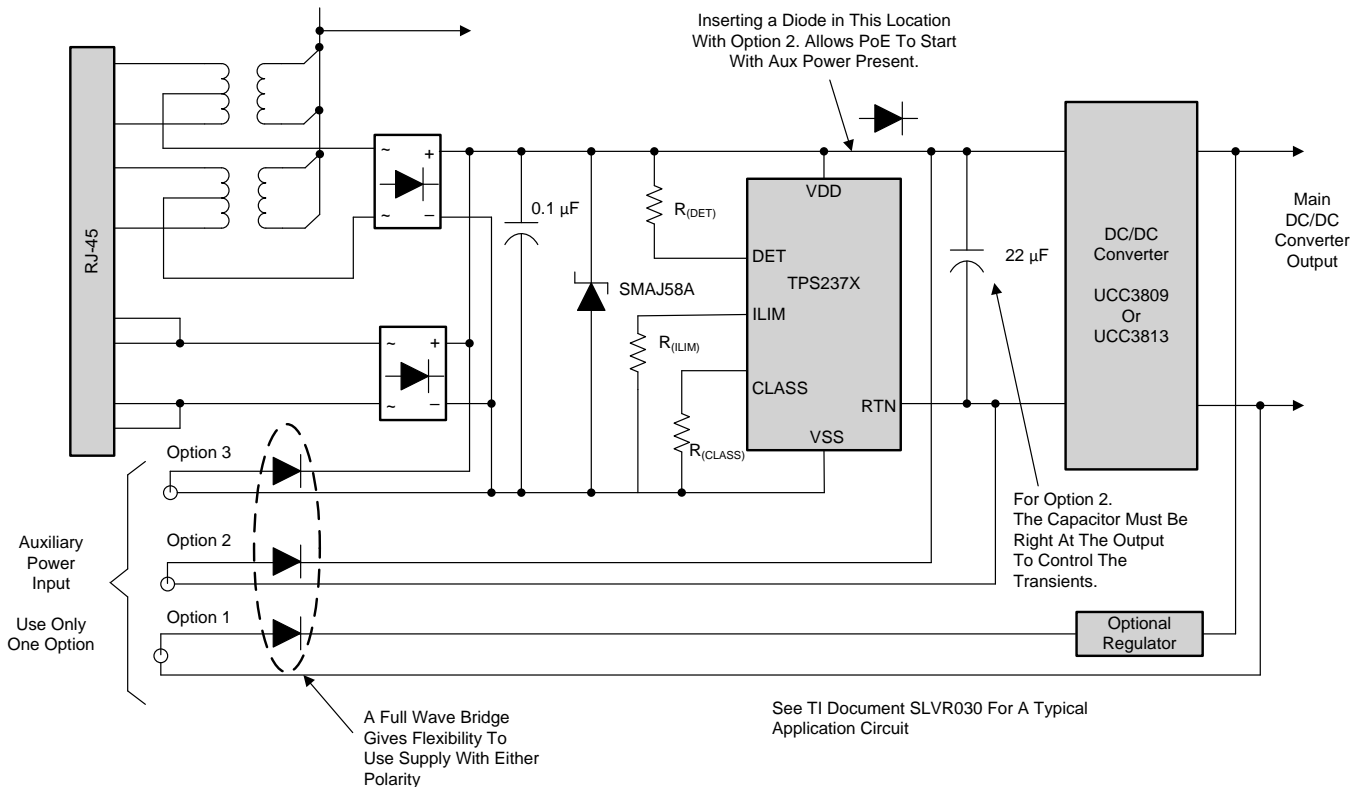 Inserting a Diode in This Location
With Option 2. Allows PoE To Start
With Aux Power Present.
RJ-45
~
+
~
−
~
+
~
−
0.1 µF
SMAJ58A
R(DET)
R(ILIM)
R(CLASS)
VDD
DET
TPS237X
ILIM
CLASS
RTN
VSS
22 µF
DC/DC
Converter
UCC3809
Or
UCC3813
Main
DC/DC
Converter
Output
For Option 2.
The Capacitor Must Be
Right At The Output
To Control The
Transients.
Option 3
Option 2
Option 1
Auxiliary
Power
Input
Use Only
One Option
Optional
Regulator
A Full Wave Bridge
Gives Flexibility To
Use Supply With Either
Polarity
See TI Document SLVR030 For A Typical
Application Circuit